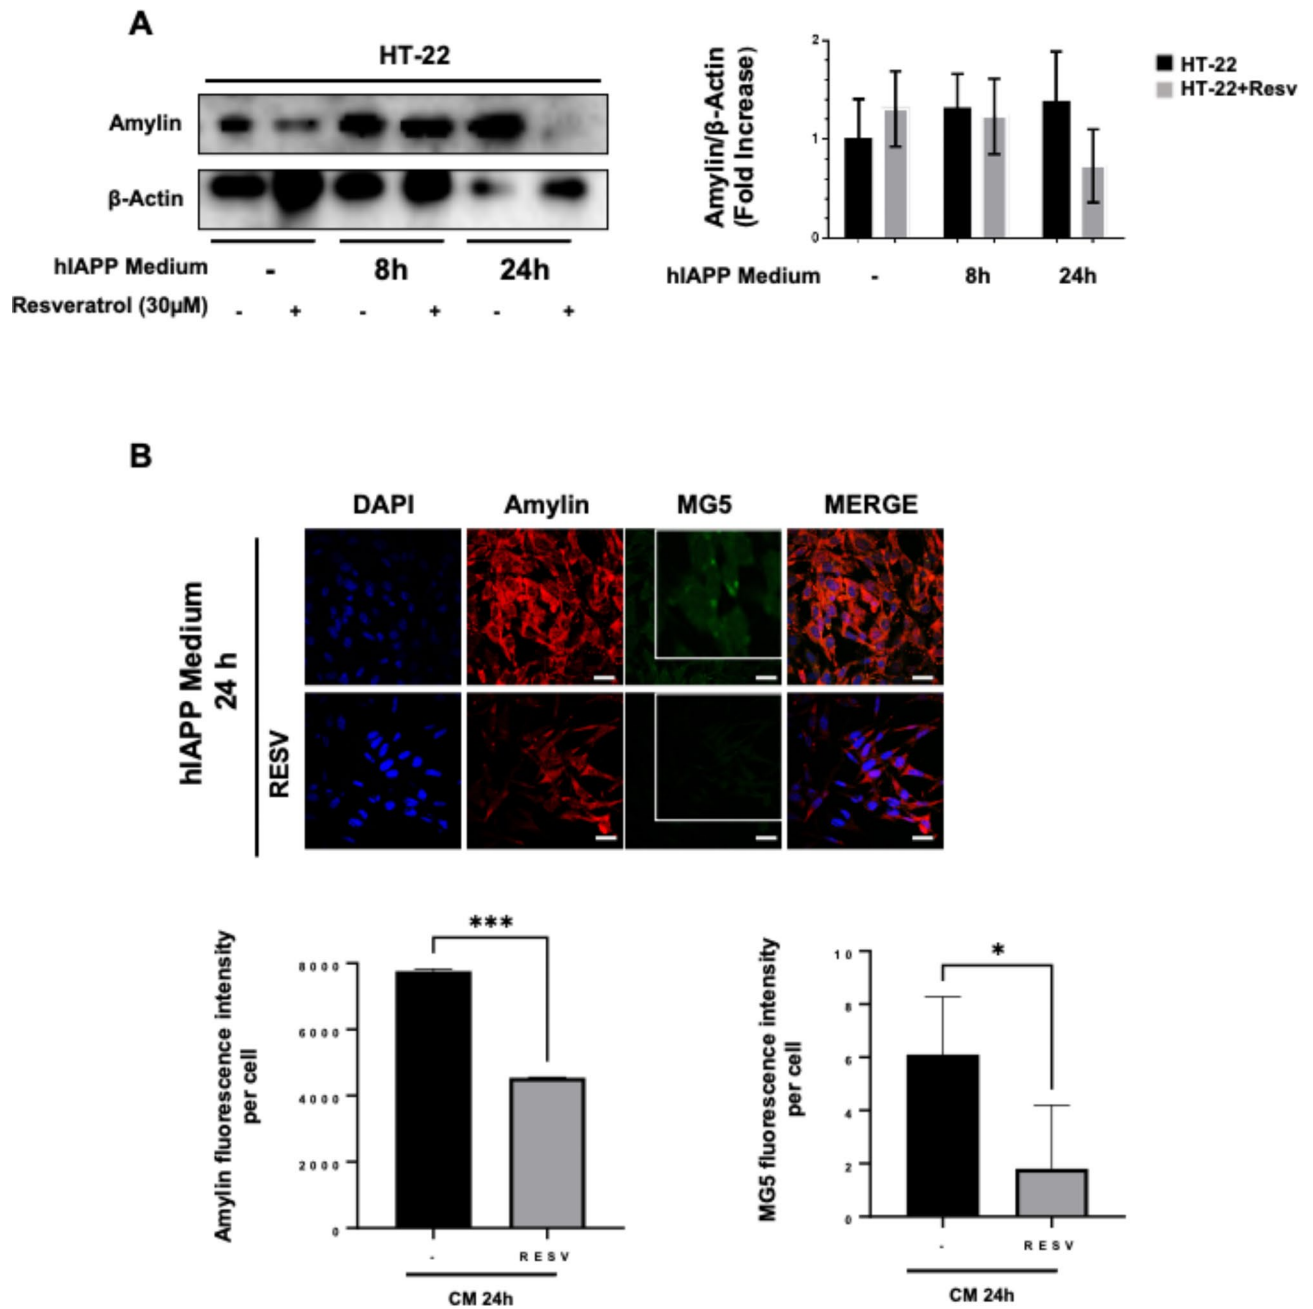 A
HT-22
Amylin
β-Actin
hIAPP Medium - 8h 24h
Resveratrol (30μM) - + - + - +
Amylin/β-Actin
(Fold Increase)
2
1
0
hIAPP Medium - 8h 24h
HT-22
HT-22+Resv
B
DAPI Amylin MG5 MERGE
hIAPP Medium
24 h
RESV
Amylin fluorescence intensity
per cell
8000
6000
4000
2000
0
***
- RESV
CM 24h
MG5 fluorescence intensity
per cell
10
8
6
4
2
0
*
- RESV
CM 24h